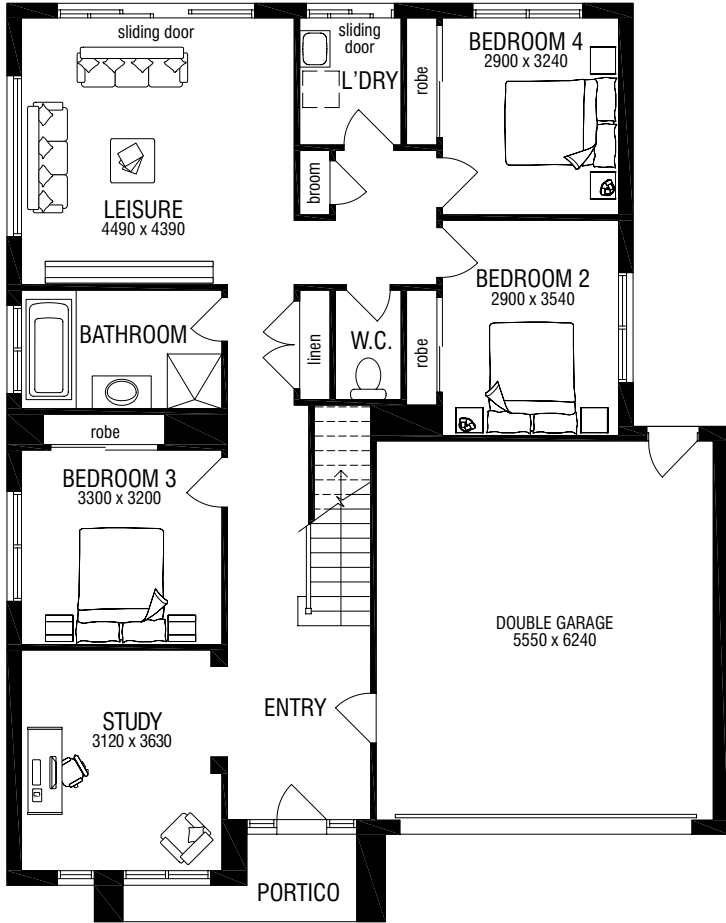 sliding door
sliding
door
BEDROOM 4
2900 x 3240
L'DRY
robe
broom
LEISURE
4490 x 4390
BEDROOM 2
2900 x 3540
BATHROOM
linen
W.C.
robe
robe
BEDROOM 3
3300 x 3200
DOUBLE GARAGE
5550 x 6240
ENTRY
STUDY
3120 x 3630
PORTICO